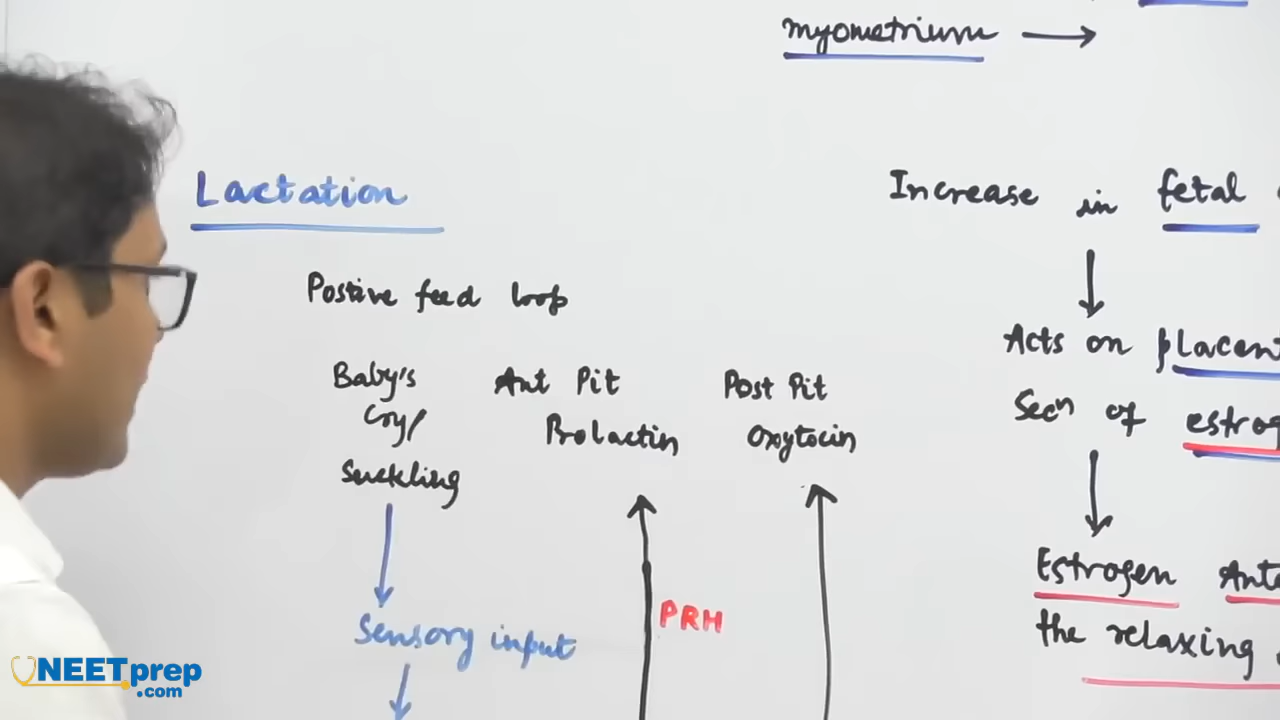 myometrium →
Lactation
Postive feed loop
Baby's
Cry/
Suckling
Ant Pit
Prolactin
Post Pit
Oxytocin
PRH
Sensory input
Increase in fetal
Acts on placent
Secn of estrog
Estrogen Anta
the relaxing
NEETprep
.com